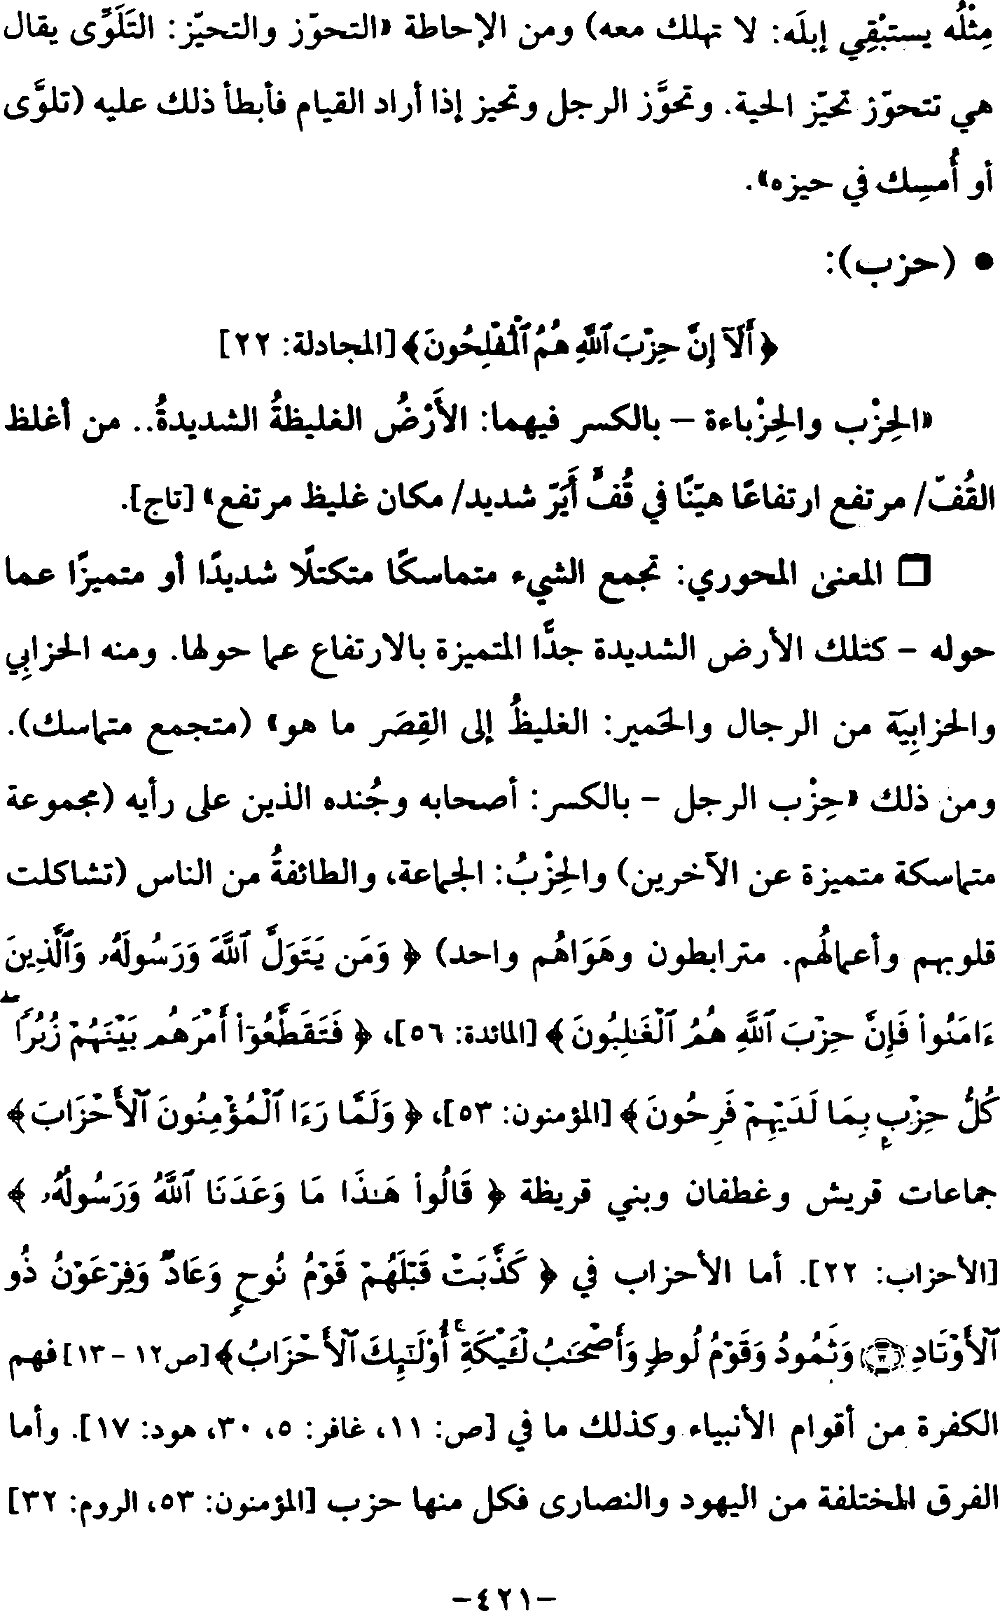 مِثْلُه يستبْقِي إبلَه: لا تهلك معه) ومن الإحاطة «التحوّز والتحيّز: التَلَوِّى يقال
هي تتحوّز تحيّز الحية. وتحوَّز الرجل وتحيز إذا أراد القيام فأبطأ ذلك عليه (تلوَّى
أو أُمسِك في حيزه».
• (حزب):
﴿أَلَآ إِنَّ حِزْبَ ٱللَّهِ هُمُ ٱلْمُفْلِحُونَ﴾ [المجادلة: ٢٢]
«الحِزْب والحِزْباءة – بالكسر فيهما: الأَرْضُ الغليظةُ الشديدةُ.. من أغلظ
القُفّ/ مرتفع ارتفاعًا هيّنًا في قُفٍّ أَيَرّ شديد/ مكان غليظ مرتفع» [تاج].
❑ المعنى المحوري: تجمع الشيء متماسكًا متكتلًا شديدًا أو متميزًا عما
حوله – كتلك الأرض الشديدة جدًّا المتميزة بالارتفاع عما حولها. ومنه الحزابي
والحزابِيَة من الرجال والحَمير: الغليظُ إلى القِصَر ما هو» (متجمع متماسك).
ومن ذلك «حِزْب الرجل – بالكسر: أصحابه وجُنده الذين على رأيه (مجموعة
متماسكة متميزة عن الآخرين) والحِزْبُ: الجماعة، والطائفةُ من الناس (تشاكلت
قلوبهم وأعمالُهم. مترابطون وهَوَاهُم واحد) ﴿وَمَن يَتَوَلَّ ٱللَّهَ وَرَسُولَهُۥ وَٱلَّذِينَ
ءَامَنُوا۟ فَإِنَّ حِزْبَ ٱللَّهِ هُمُ ٱلْغَٰلِبُونَ﴾ [المائدة: ٥٦]، ﴿فَتَقَطَّعُوٓا۟ أَمْرَهُم بَيْنَهُمْ زُبُرًا ۖ
كُلُّ حِزْبٍۭ بِمَا لَدَيْهِمْ فَرِحُونَ﴾ [المؤمنون: ٥٣]، ﴿وَلَمَّا رَءَا ٱلْمُؤْمِنُونَ ٱلْأَحْزَابَ﴾
جماعات قريش وغطفان وبني قريظة ﴿قَالُوا۟ هَٰذَا مَا وَعَدَنَا ٱللَّهُ وَرَسُولُهُۥ﴾
[الأحزاب: ٢٢]. أما الأحزاب في ﴿كَذَّبَتْ قَبْلَهُمْ قَوْمُ نُوحٍ وَعَادٌ وَفِرْعَوْنُ ذُو
ٱلْأَوْتَادِ ۝ وَثَمُودُ وَقَوْمُ لُوطٍ وَأَصْحَٰبُ لْـَٔيْكَةِ ۚ أُو۟لَٰٓئِكَ ٱلْأَحْزَابُ﴾ [ص١٢ – ١٣] فهم
الكفرة من أقوام الأنبياء وكذلك ما في [ص: ١١، غافر: ٥، ٣٠، هود: ١٧]. وأما
الفرق المختلفة من اليهود والنصارى فكل منها حزب [المؤمنون: ٥٣، الروم: ٣٢]
-٤٢١-